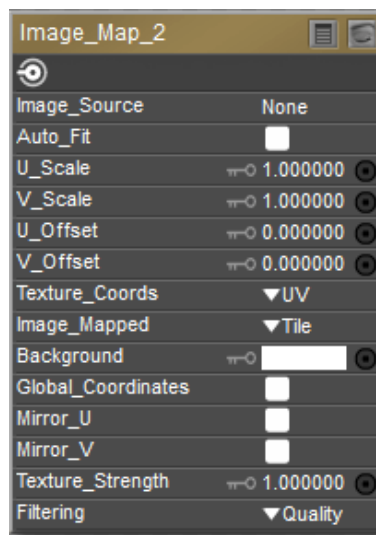 Image_Map_2
Image_Source None
Auto_Fit
U_Scale 1.000000
V_Scale 1.000000
U_Offset 0.000000
V_Offset 0.000000
Texture_Coords ▼UV
Image_Mapped ▼Tile
Background
Global_Coordinates
Mirror_U
Mirror_V
Texture_Strength 1.000000
Filtering ▼Quality